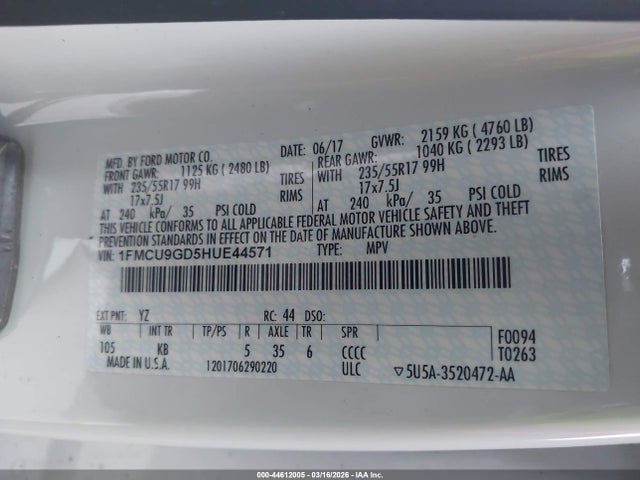 MFD. BY FORD MOTOR CO. DATE: 06/17 GVWR: 2159 KG ( 4760 LB)
FRONT GAWR: 1125 KG ( 2480 LB) REAR GAWR: 1040 KG ( 2293 LB)
WITH 235/55R17 99H TIRES WITH 235/55R17 99H TIRES
17x7.5J RIMS 17x7.5J RIMS
AT 240 kPa/ 35 PSI COLD AT 240 kPa/ 35 PSI COLD
THIS VEHICLE CONFORMS TO ALL APPLICABLE FEDERAL MOTOR VEHICLE SAFETY AND THEFT
PREVENTION STANDARDS IN EFFECT ON THE DATE OF MANUFACTURE SHOWN ABOVE.
VIN: 1FMCU9GD5HUE44571 TYPE: MPV
EXT PNT: YZ RC: 44 DSO:
WB INT TR TP/PS R AXLE TR SPR F0094
105 KB 5 35 6 CCCC T0263
MADE IN U.S.A. 1201706290220 ULC ▽5U5A-3520472-AA
000-44612005 | 03/16/2026 - IAA Inc.